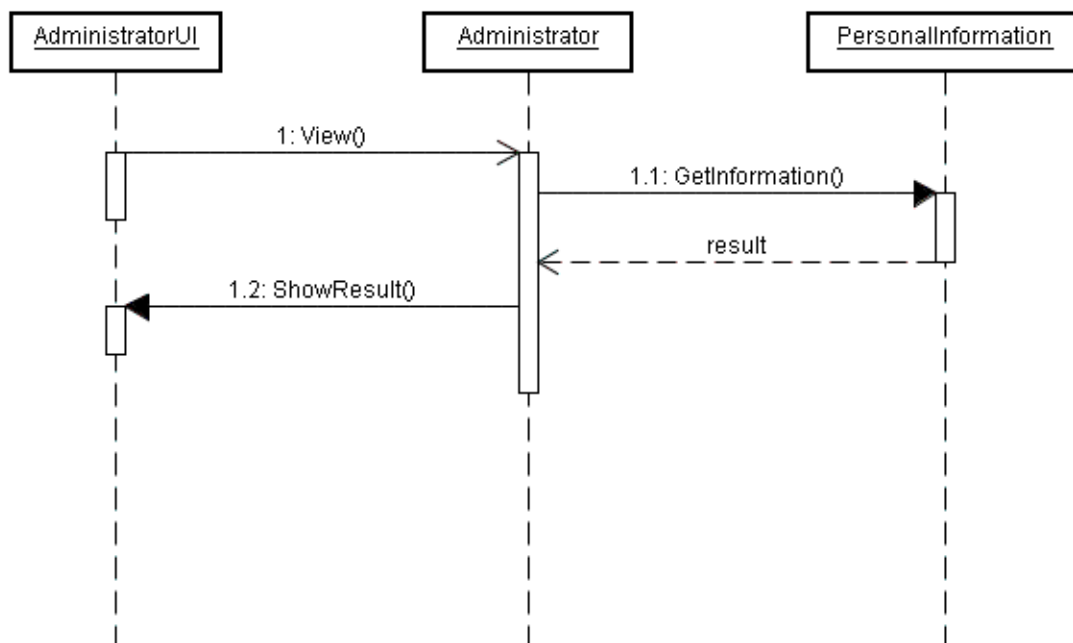 AdministratorUI
Administrator
PersonalInformation
1: View()
1.1: GetInformation()
result
1.2: ShowResult()